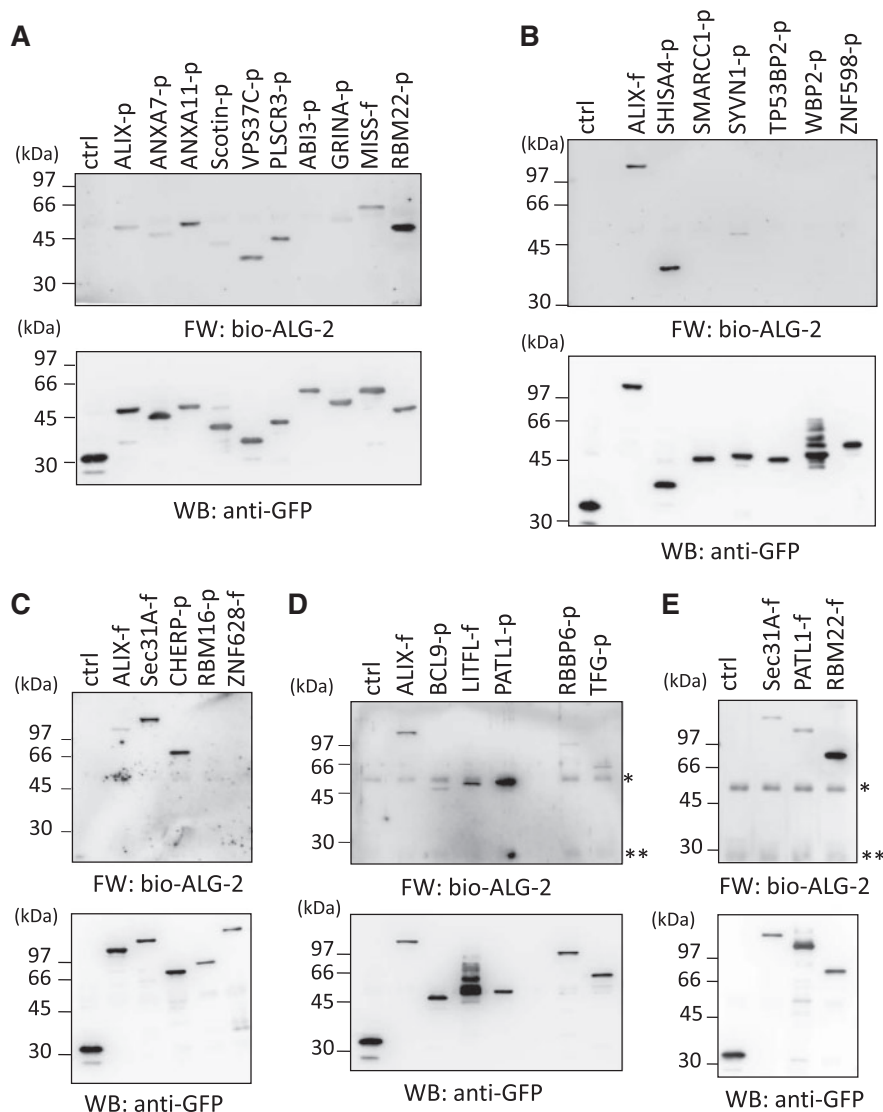 A
ctrl
ALIX-p
ANXA7-p
ANXA11-p
Scotin-p
VPS37C-p
PLSCR3-p
ABI3-p
GRINA-p
MISS-f
RBM22-p
(kDa)
97
66
45
30
FW: bio-ALG-2
(kDa)
97
66
45
30
WB: anti-GFP
B
ctrl
ALIX-f
SHISA4-p
SMARCC1-p
SYVN1-p
TP53BP2-p
WBP2-p
ZNF598-p
(kDa)
97
66
45
30
FW: bio-ALG-2
(kDa)
97
66
45
30
WB: anti-GFP
C
ctrl
ALIX-f
Sec31A-f
CHERP-p
RBM16-p
ZNF628-f
(kDa)
97
66
45
30
FW: bio-ALG-2
(kDa)
97
66
45
30
WB: anti-GFP
D
ctrl
ALIX-f
BCL9-p
LITFL-f
PATL1-p
RBBP6-p
TFG-p
(kDa)
97
66
45
30
*
**
FW: bio-ALG-2
(kDa)
97
66
45
30
WB: anti-GFP
E
ctrl
Sec31A-f
PATL1-f
RBM22-f
(kDa)
97
66
45
30
*
**
FW: bio-ALG-2
(kDa)
97
66
45
30
WB: anti-GFP